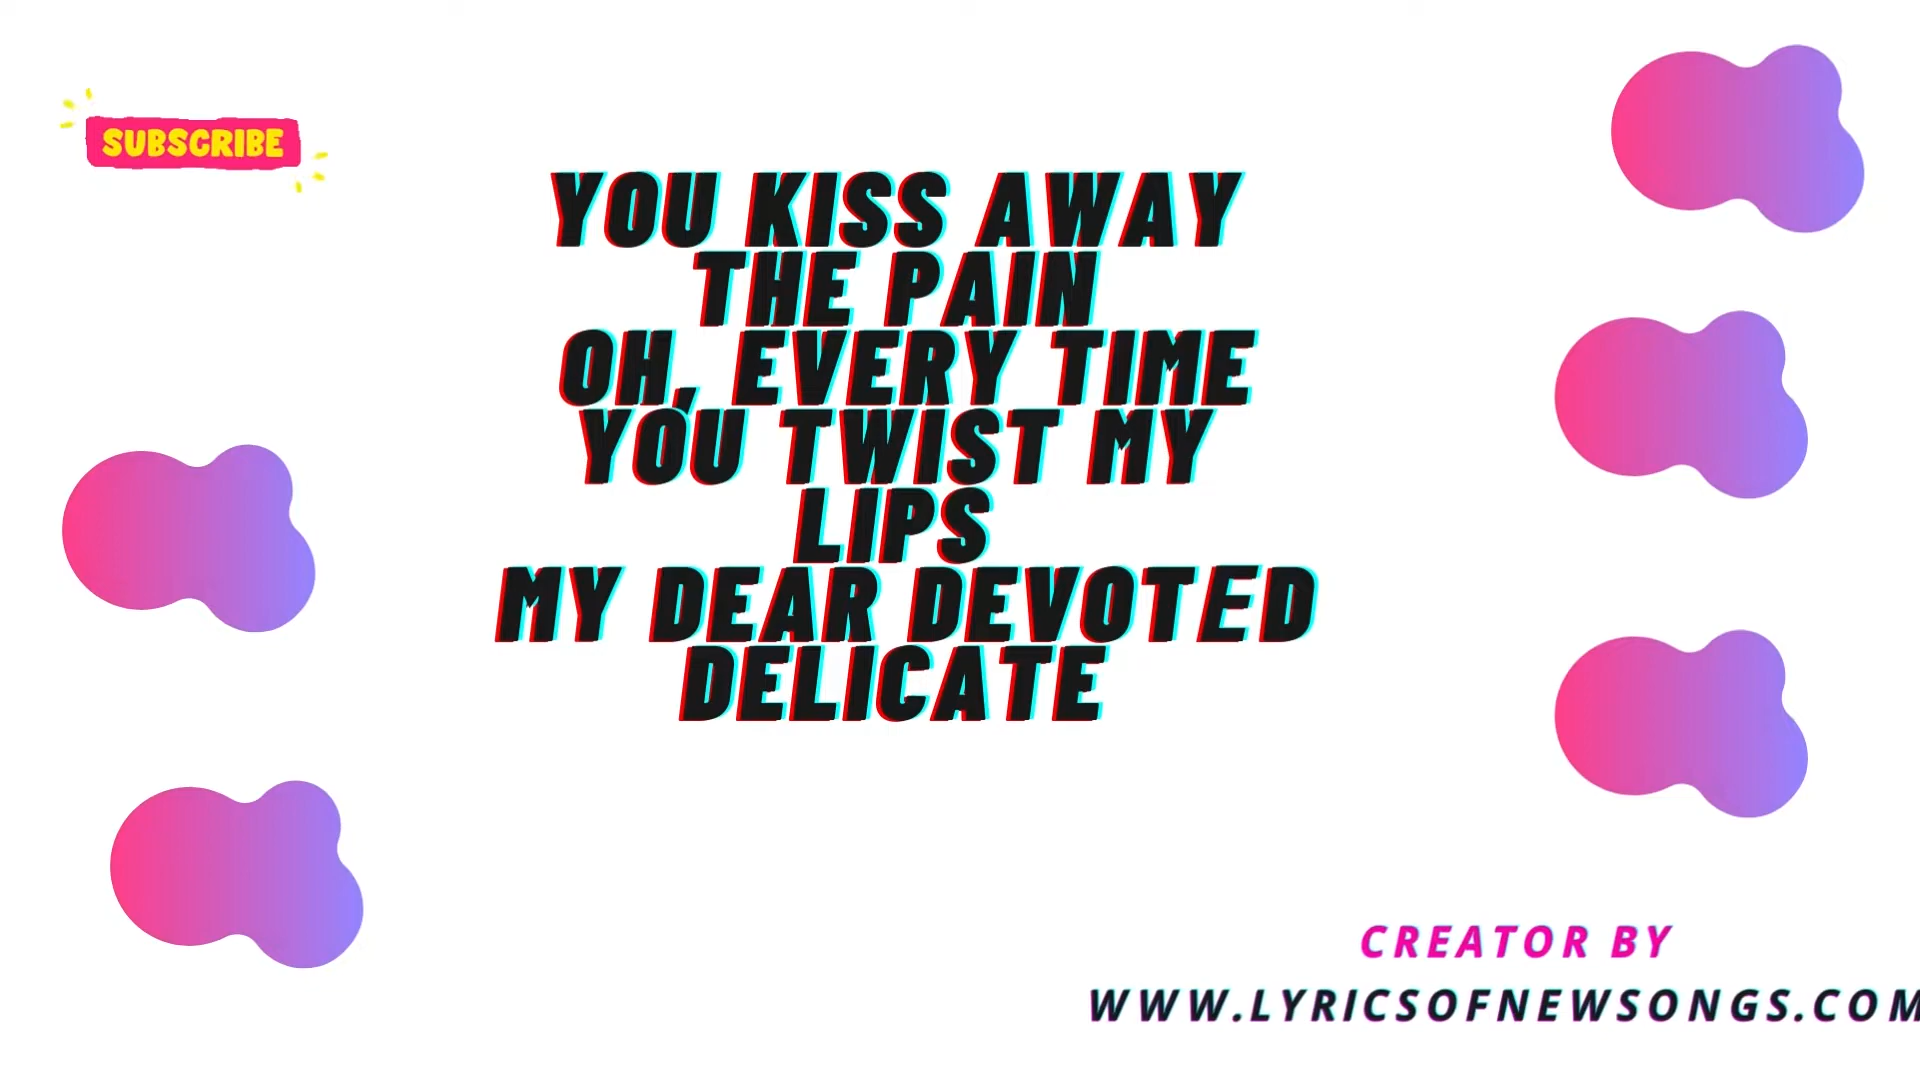 SUBSCRIBE
YOU KISS AWAY
THE PAIN
OH, EVERY TIME
YOU TWIST MY
LIPS
MY DEAR DEVOTED
DELICATE
CREATOR BY
WWW.LYRICSOFNEWSONGS.COM